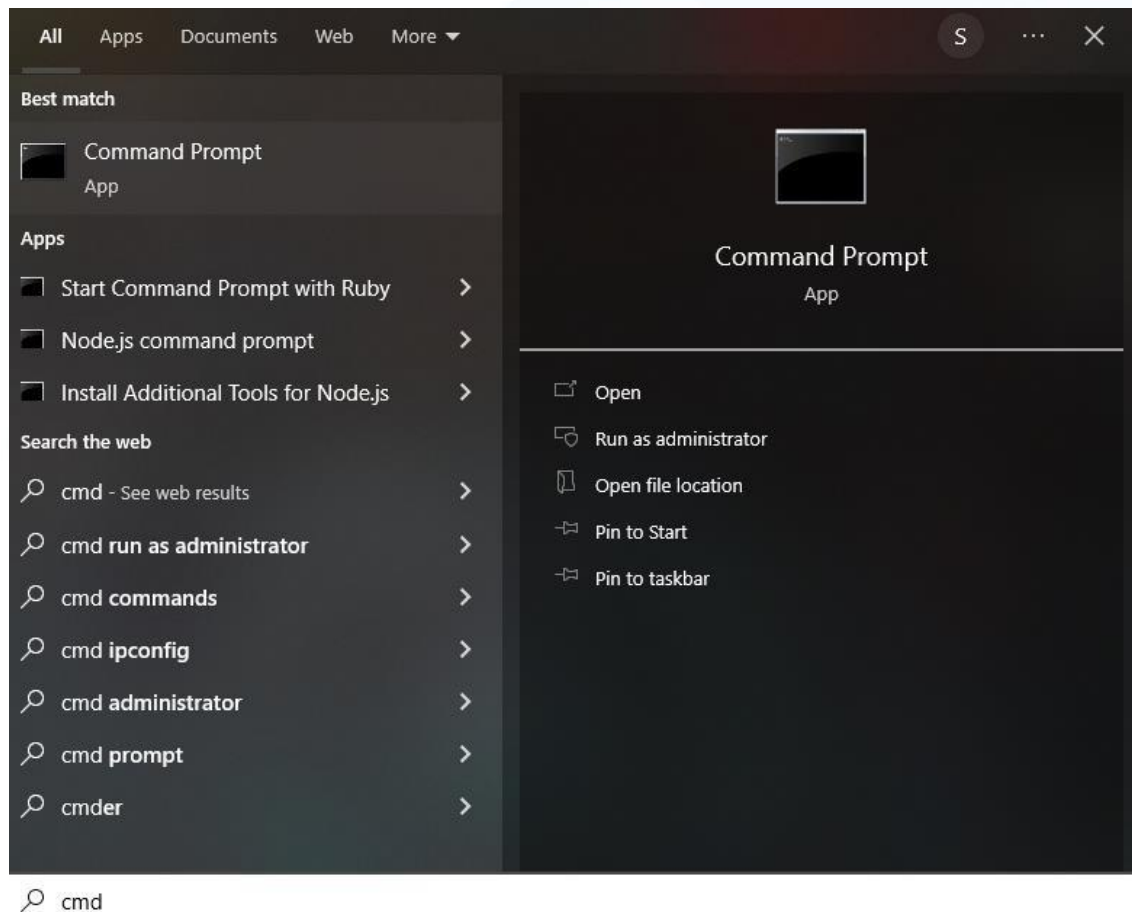 All Apps Documents Web More
S ... 
Best match
Command Prompt
App
Apps
Start Command Prompt with Ruby
Node.js command prompt
Install Additional Tools for Node.js
Search the web
cmd - See web results
cmd run as administrator
cmd commands
cmd ipconfig
cmd administrator
cmd prompt
cmder
Command Prompt
App
Open
Run as administrator
Open file location
Pin to Start
Pin to taskbar
cmd